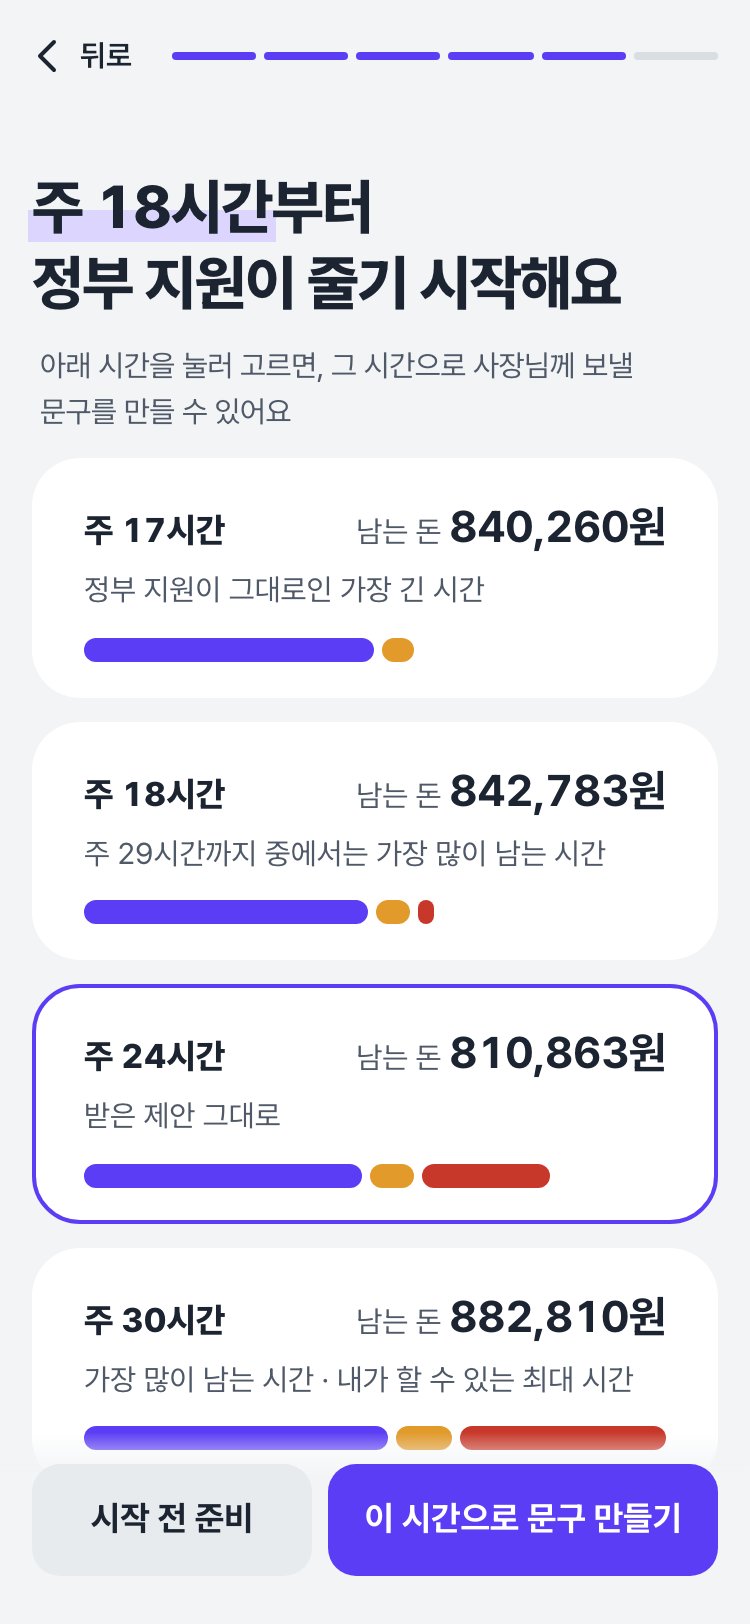 뒤로
주 18시간부터
정부 지원이 줄기 시작해요
아래 시간을 눌러 고르면, 그 시간으로 사장님께 보낼
문구를 만들 수 있어요
주 17시간 남는 돈 840,260원
정부 지원이 그대로인 가장 긴 시간
주 18시간 남는 돈 842,783원
주 29시간까지 중에서는 가장 많이 남는 시간
주 24시간 남는 돈 810,863원
받은 제안 그대로
주 30시간 남는 돈 882,810원
가장 많이 남는 시간 · 내가 할 수 있는 최대 시간
시작 전 준비 이 시간으로 문구 만들기